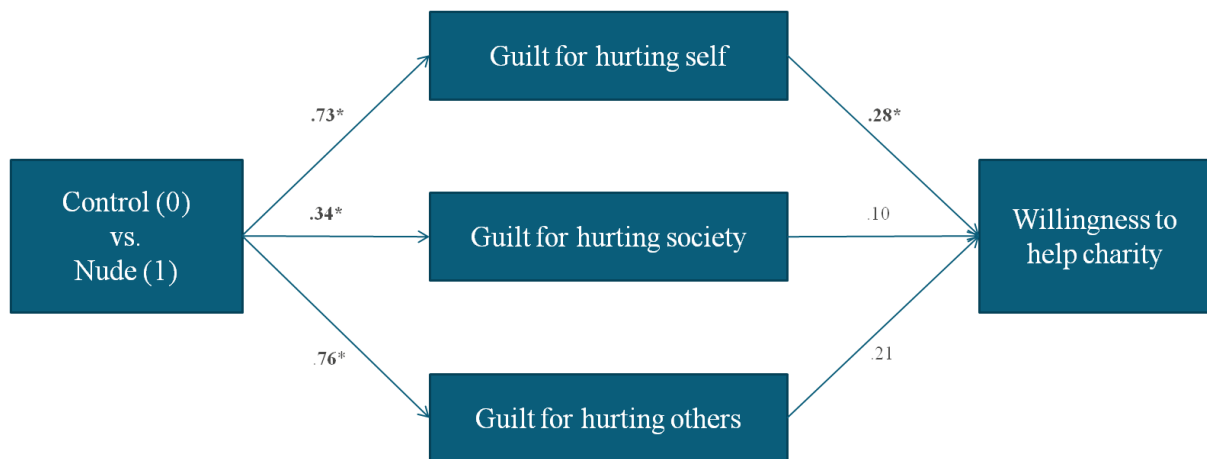 Guilt for hurting self
.73*
.28*
Control (0)
vs.
Nude (1)
.34*
Guilt for hurting society
.10
Willingness to
help charity
.76*
.21
Guilt for hurting others